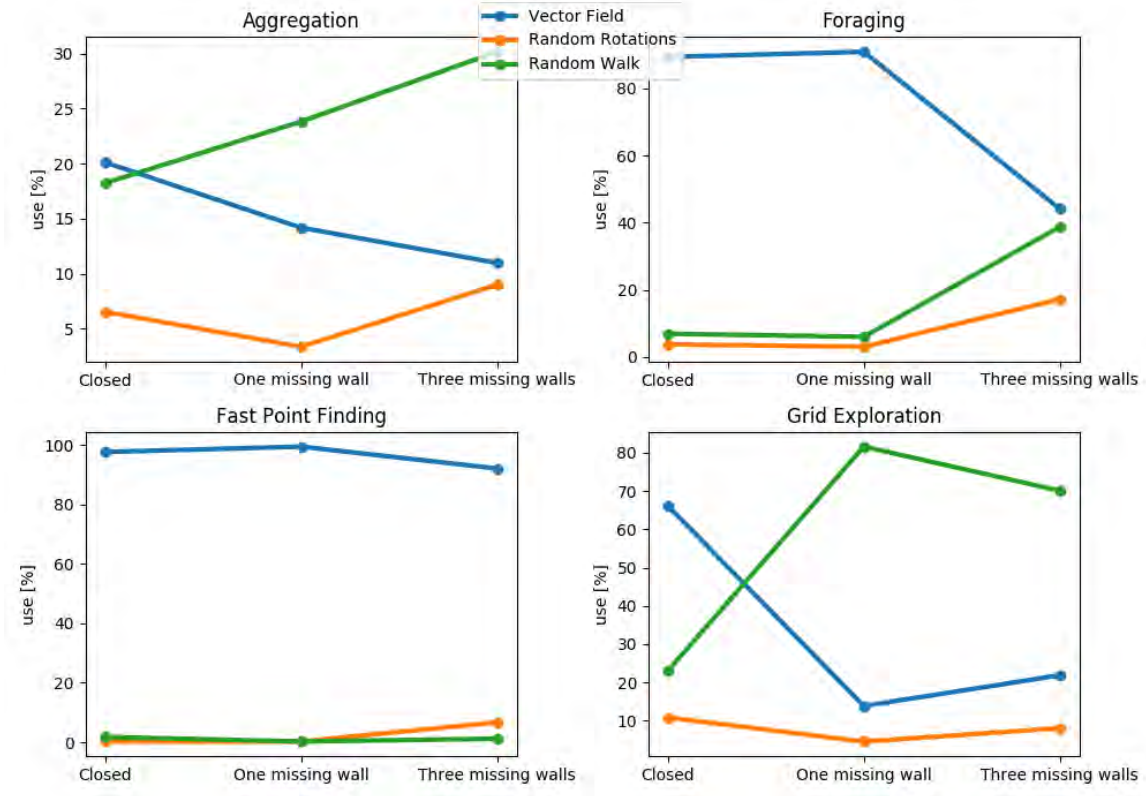 Aggregation
Vector Field
Random Rotations
Random Walk
Foraging
use [%]
30
25
20
15
10
5
Closed
One missing wall
Three missing walls
use [%]
80
60
40
20
0
Closed
One missing wall
Three missing walls
Fast Point Finding
use [%]
100
80
60
40
20
0
Closed
One missing wall
Three missing walls
Grid Exploration
use [%]
80
70
60
50
40
30
20
10
Closed
One missing wall
Three missing walls